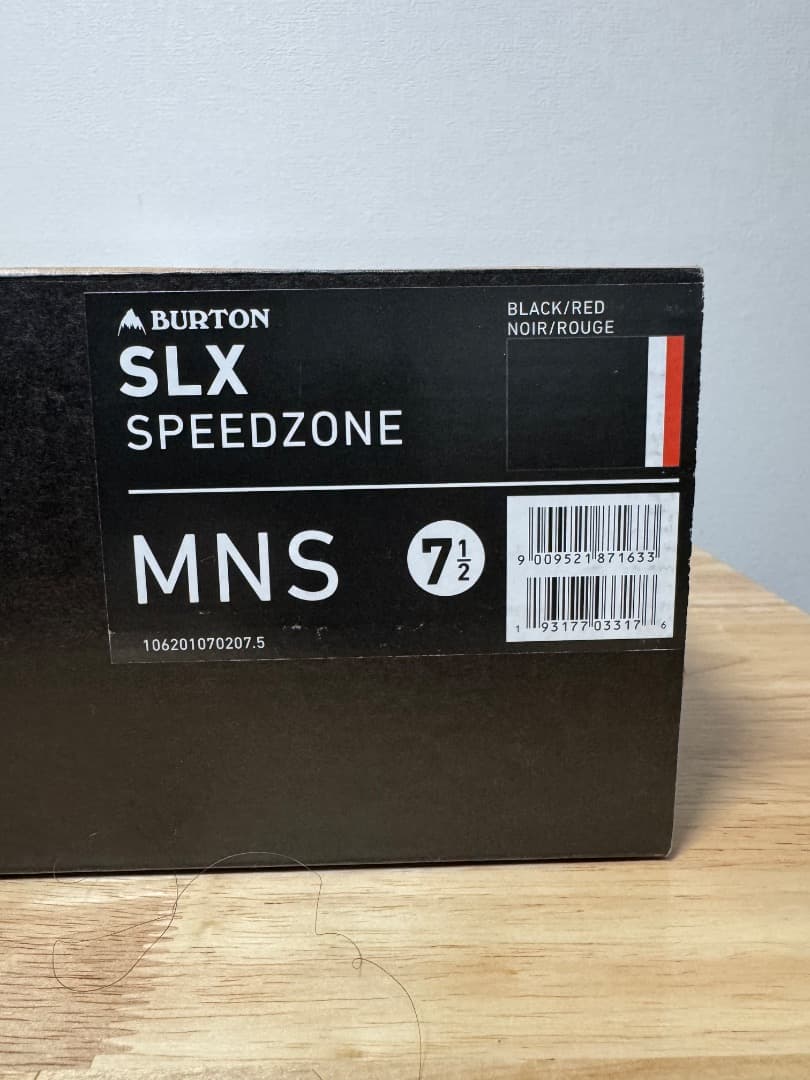 BURTON
SLX
SPEEDZONE
BLACK/RED
NOIR/ROUGE
MNS
7 1/2
9 009521 871633
1 93177 03317 6
106201070207.5